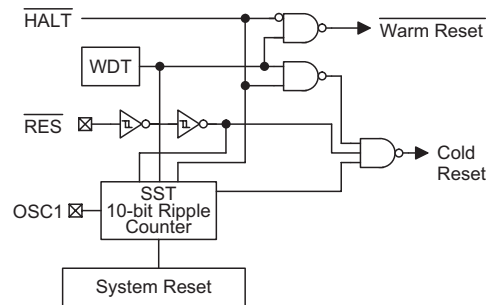 HALT
Warm Reset
WDT
RES
Cold
Reset
SST
10-bit Ripple
Counter
OSC1
System Reset